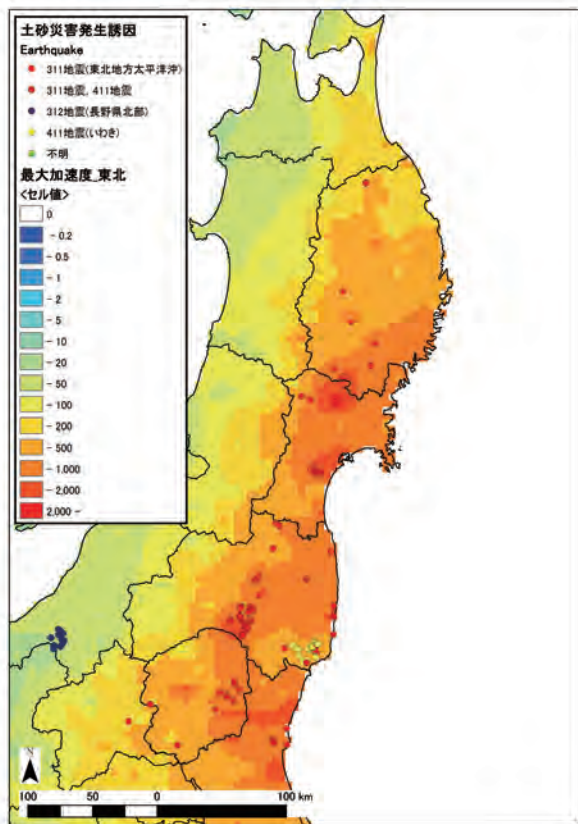 土砂災害発生誘因
Earthquake
311地震(東北地方太平洋沖)
311地震, 411地震
312地震(長野県北部)
411地震(いわき)
不明
最大加速度_東北
<セル値>
0
- 0.2
- 0.5
- 1
- 2
- 5
- 10
- 20
- 50
- 100
- 200
- 500
- 1,000
- 2,000
2,000 -
N
100 50 0 100 km